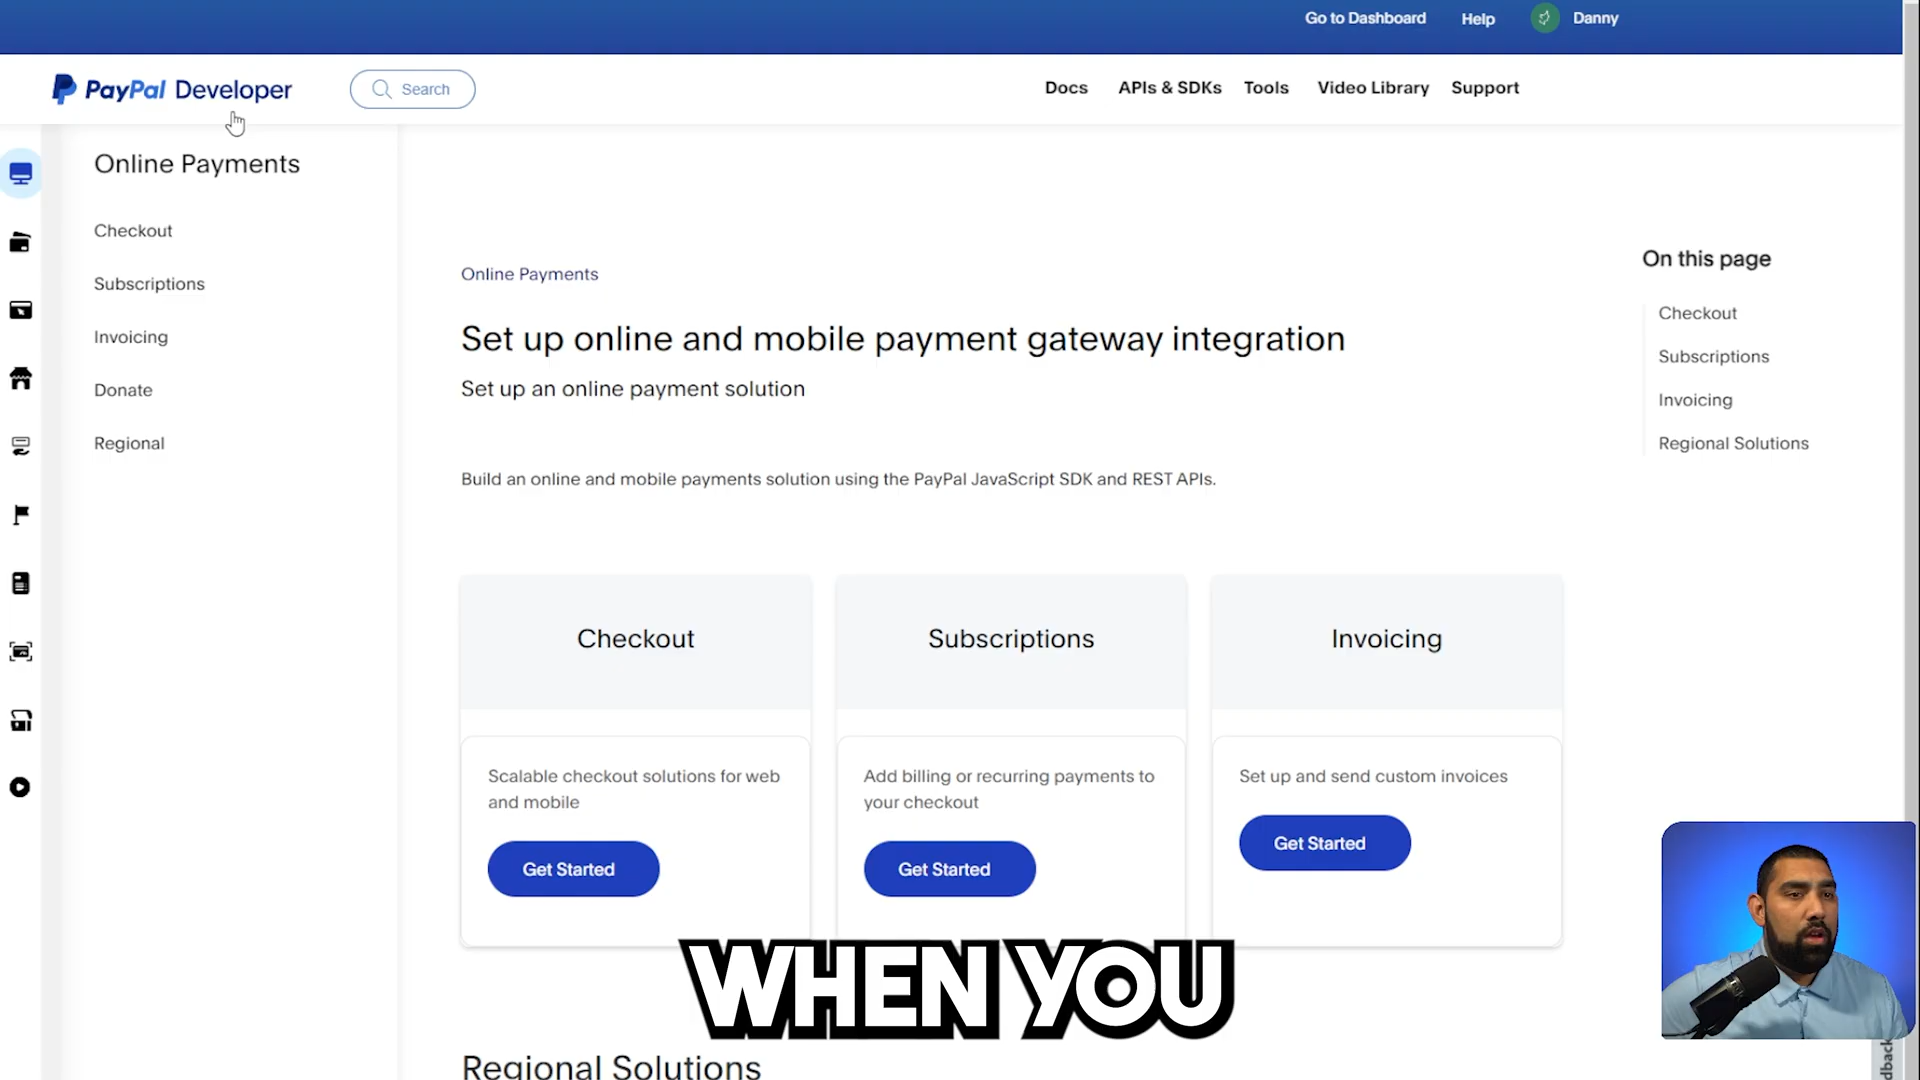 Go to Dashboard
Help
Danny
PayPal Developer
Search
Docs
APIs & SDKs
Tools
Video Library
Support
Online Payments
Checkout
Subscriptions
Invoicing
Donate
Regional
Online Payments
Set up online and mobile payment gateway integration
Set up an online payment solution
Build an online and mobile payments solution using the PayPal JavaScript SDK and REST APIs.
On this page
Checkout
Subscriptions
Invoicing
Regional Solutions
Checkout
Scalable checkout solutions for web
and mobile
Get Started
Subscriptions
Add billing or recurring payments to
your checkout
Get Started
Invoicing
Set up and send custom invoices
Get Started
WHEN YOU
Regional Solutions
dback